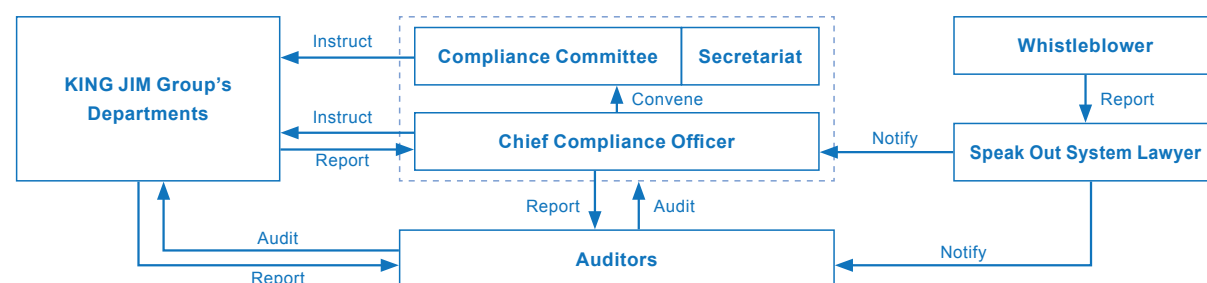 Instruct
Compliance Committee
Secretariat
Whistleblower
KING JIM Group's
Departments
Convene
Report
Instruct
Chief Compliance Officer
Notify
Speak Out System Lawyer
Report
Report
Audit
Audit
Auditors
Notify
Report